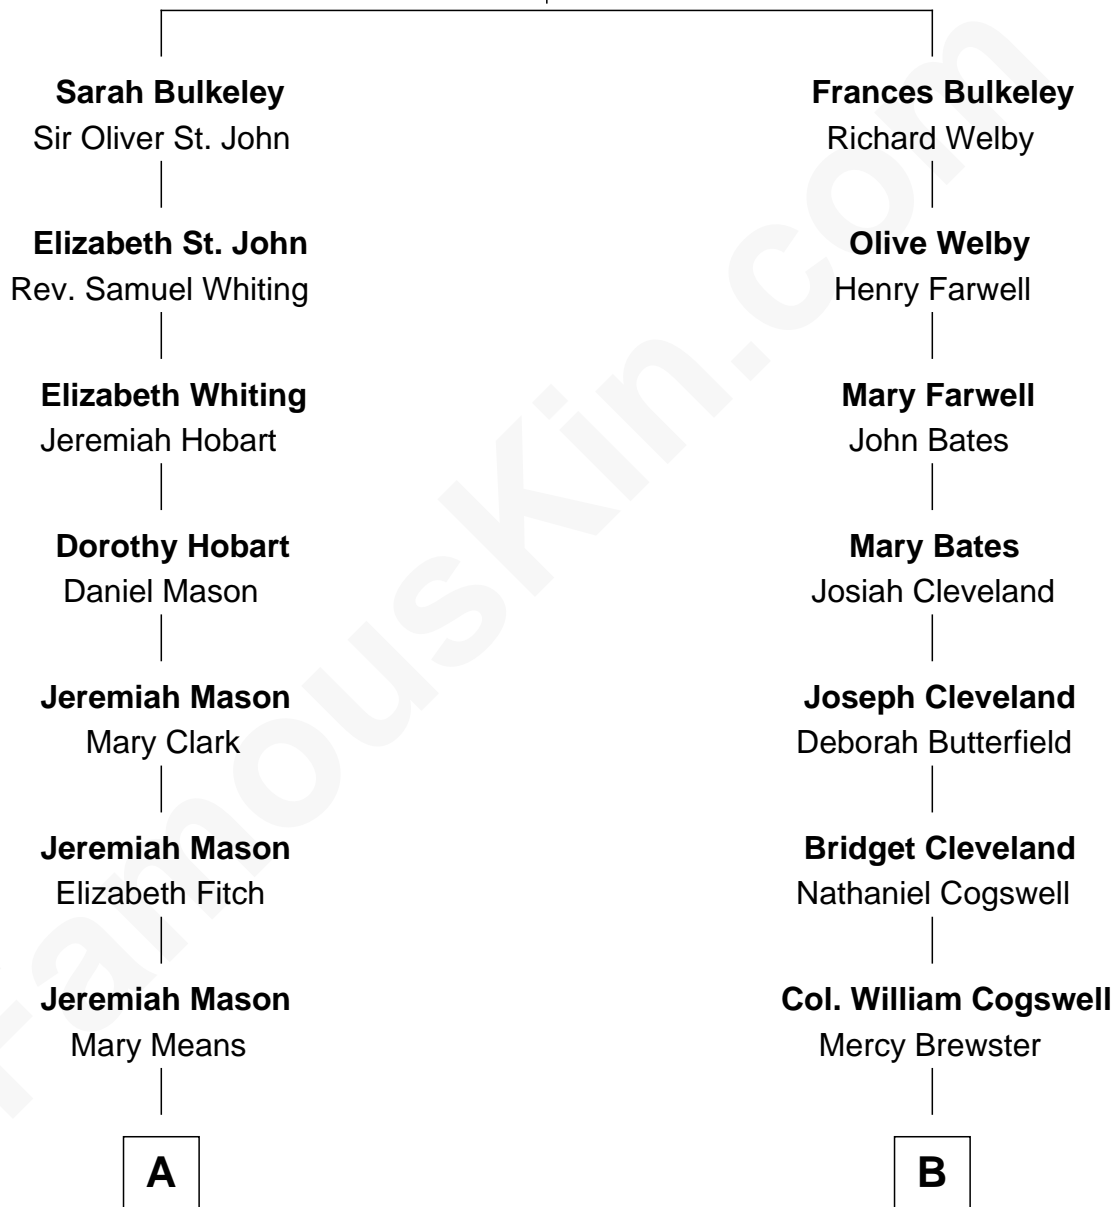 Sarah Bulkeley
Sir Oliver St. John
Elizabeth St. John
Rev. Samuel Whiting
Elizabeth Whiting
Jeremiah Hobart
Dorothy Hobart
Daniel Mason
Jeremiah Mason
Mary Clark
Jeremiah Mason
Elizabeth Fitch
Jeremiah Mason
Mary Means
A
Frances Bulkeley
Richard Welby
Olive Welby
Henry Farwell
Mary Farwell
John Bates
Mary Bates
Josiah Cleveland
Joseph Cleveland
Deborah Butterfield
Bridget Cleveland
Nathaniel Cogswell
Col. William Cogswell
Mercy Brewster
B
FamousKin.com